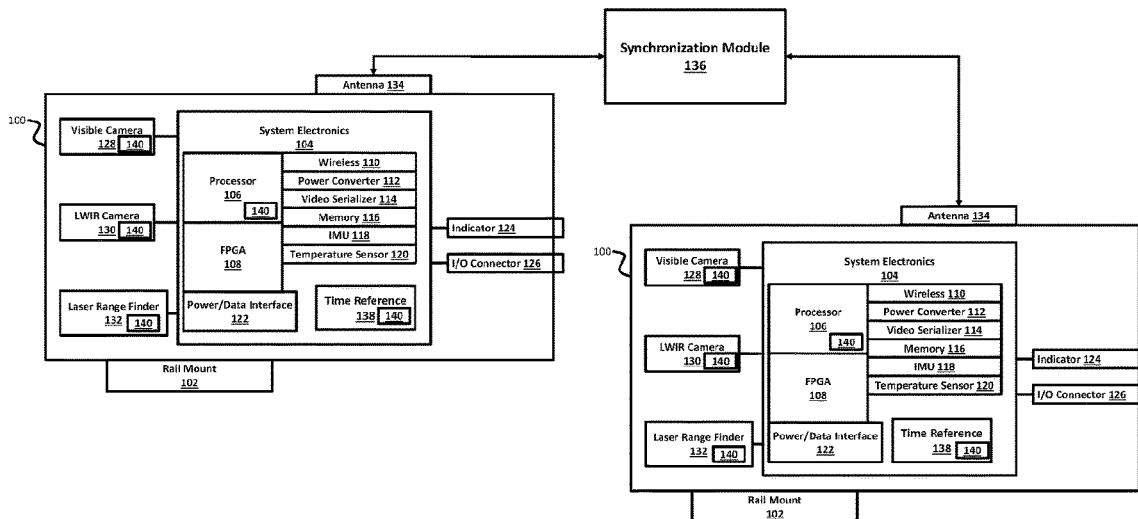 Synchronization Module
136
Antenna 134
100
Visible Camera
128 140
System Electronics
104
Wireless 110
Processor
106
140
Power Converter 112
Video Serializer 114
Memory 116
LWIR Camera
130 140
IMU 118
FPGA
108
Temperature Sensor 120
Indicator 124
I/O Connector 126
Laser Range Finder
132 140
Power/Data Interface
122
Time Reference
138 140
Rail Mount
102
Antenna 134
100
Visible Camera
128 140
System Electronics
104
Wireless 110
Processor
106
140
Power Converter 112
Video Serializer 114
Memory 116
LWIR Camera
130 140
IMU 118
FPGA
108
Temperature Sensor 120
Indicator 124
I/O Connector 126
Laser Range Finder
132 140
Power/Data Interface
122
Time Reference
138 140
Rail Mount
102